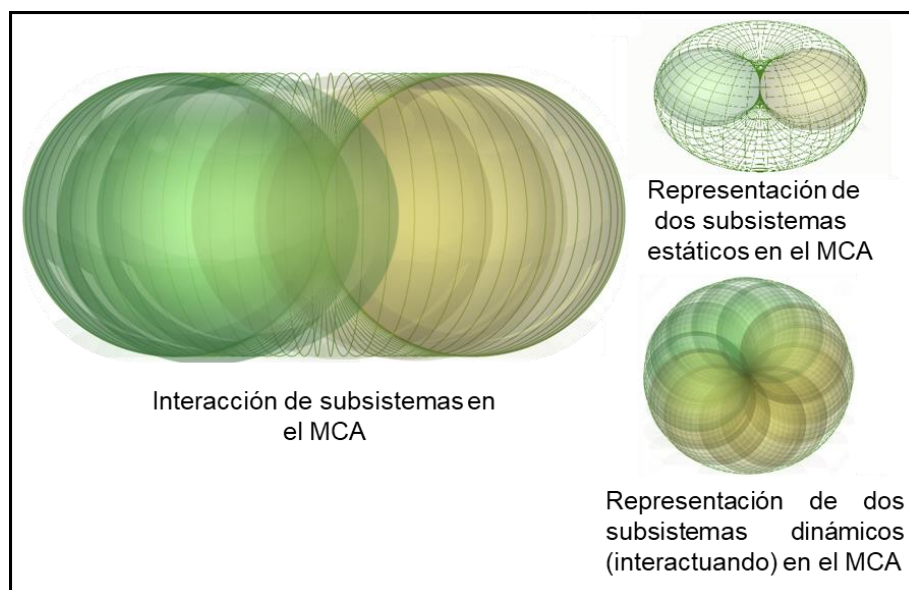 Interacción de subsistemas en
el MCA
Representación de
dos subsistemas
estáticos en el MCA
Representación de dos
subsistemas dinámicos
(interactuando) en el MCA